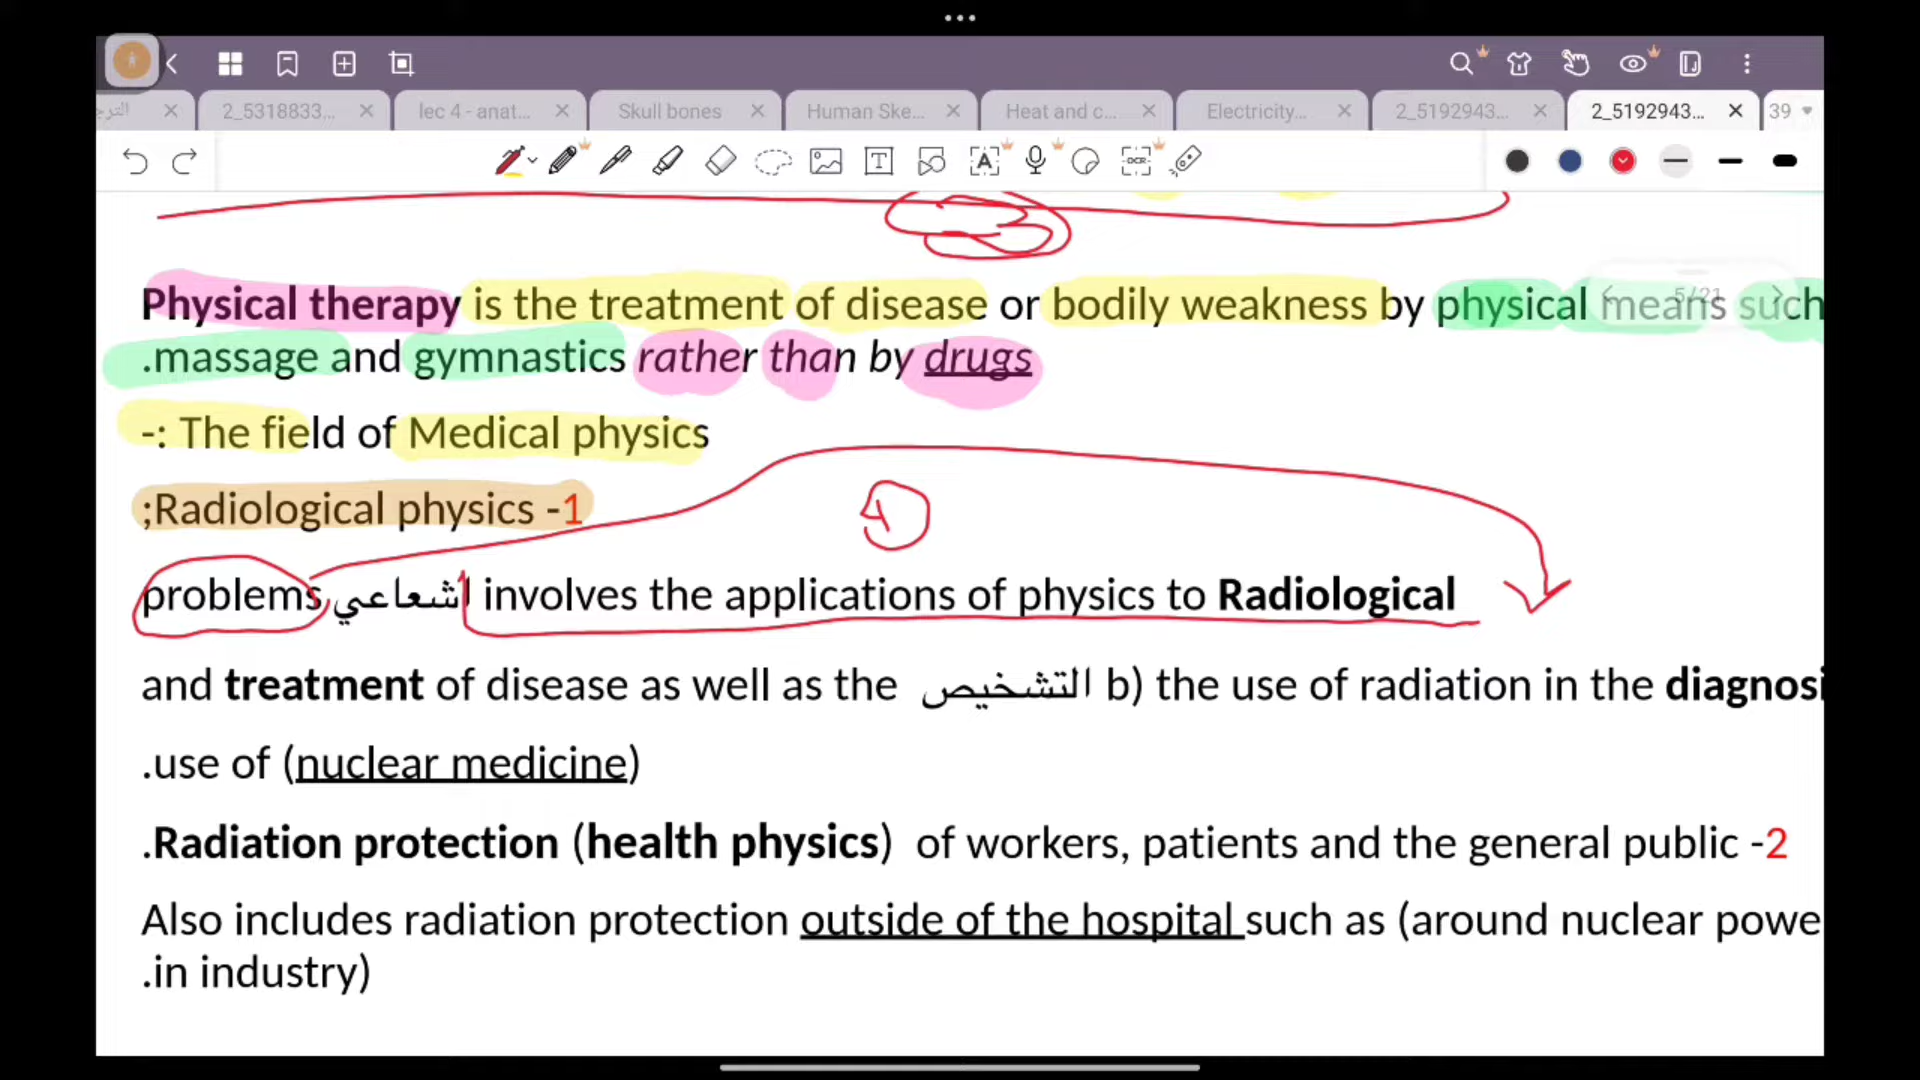 الترج
2_5318833...
lec 4 - anat...
Skull bones
Human Ske...
Heat and c...
Electricity...
2_5192943...
2_5192943...
39
5/21
Physical therapy is the treatment of disease or bodily weakness by physical means such
.massage and gymnastics rather than by drugs
-: The field of Medical physics
;Radiological physics -1
problems اشعاعي involves the applications of physics to Radiological
and treatment of disease as well as the التشخيص b) the use of radiation in the diagnosi
.use of (nuclear medicine)
.Radiation protection (health physics) of workers, patients and the general public -2
Also includes radiation protection outside of the hospital such as (around nuclear powe
.in industry)